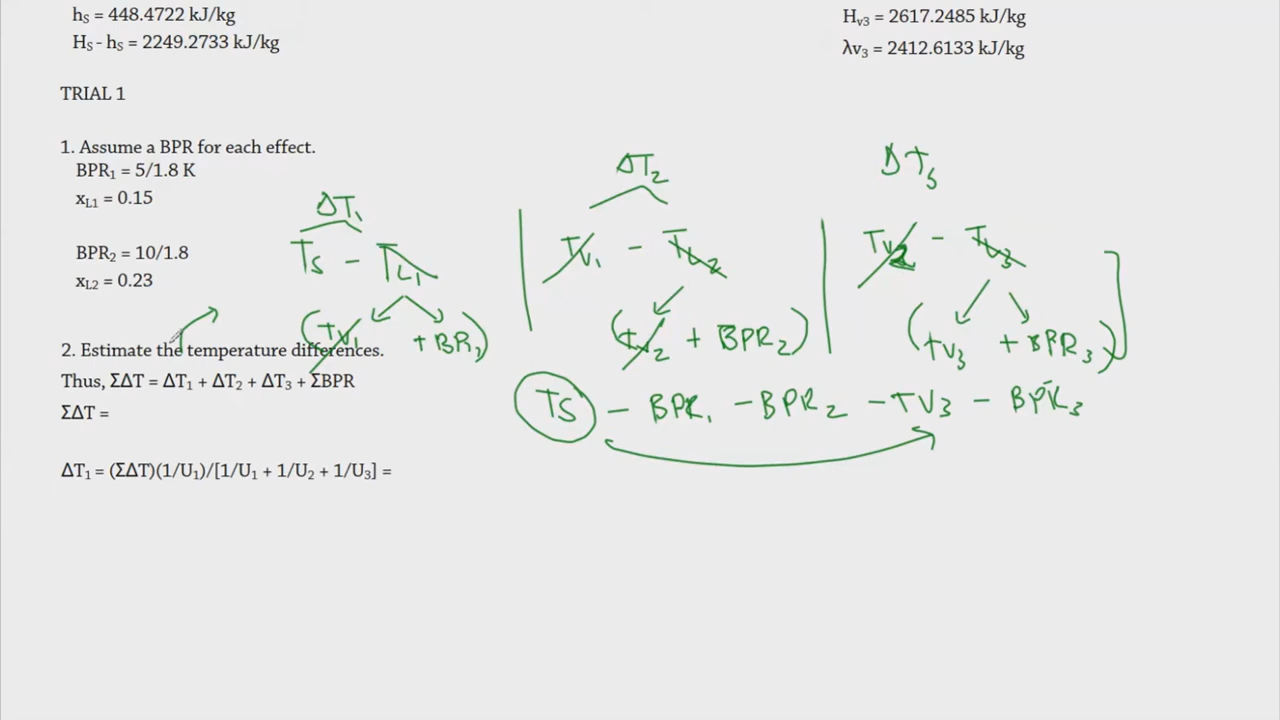 hS = 448.4722 kJ/kg
HS - hS = 2249.2733 kJ/kg
Hv3 = 2617.2485 kJ/kg
λv3 = 2412.6133 kJ/kg
TRIAL 1
1. Assume a BPR for each effect.
BPR1 = 5/1.8 K
xL1 = 0.15
BPR2 = 10/1.8
xL2 = 0.23
ΔT1
TS - TL1
(TV1 + BR1)
ΔT2
TV1 - TL2
(TV2 + BPR2)
ΔT3
TV2 - TL3
(TV3 + BPR3)
TS - BPR1 - BPR2 - TV3 - BPR3
2. Estimate the temperature differences.
Thus, ΣΔT = ΔT1 + ΔT2 + ΔT3 + ΣBPR
ΣΔT =
ΔT1 = (ΣΔT)(1/U1)/[1/U1 + 1/U2 + 1/U3] =